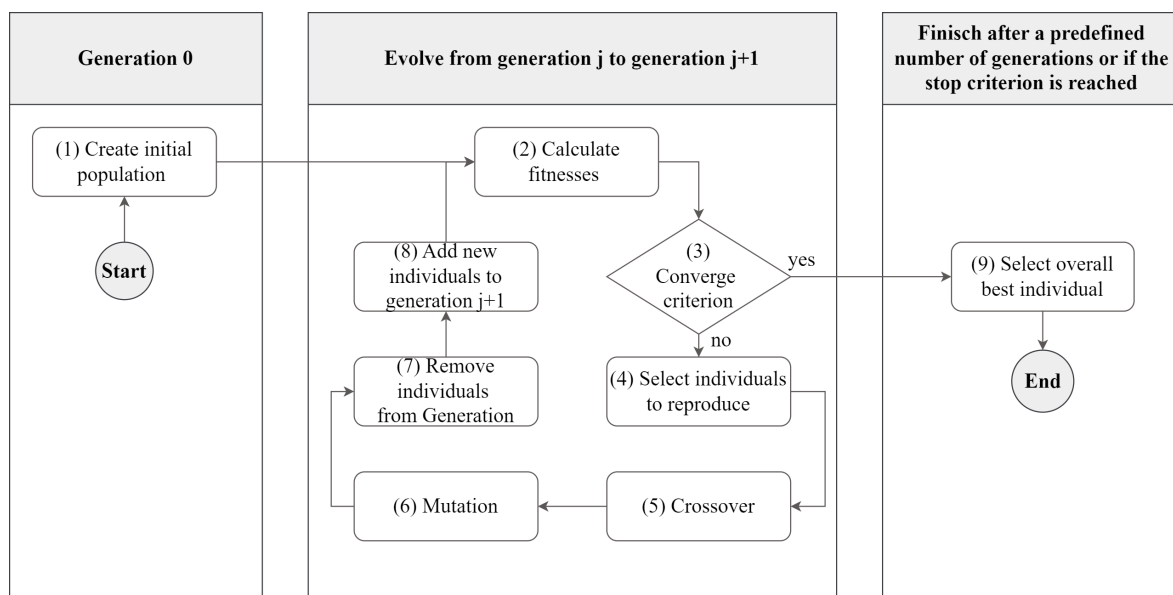 Generation 0
(1) Create initial
population
Start
Evolve from generation j to generation j+1
(2) Calculate
fitnesses
(3)
Converge
criterion
yes
no
(4) Select individuals
to reproduce
(5) Crossover
(6) Mutation
(7) Remove
individuals
from Generation
(8) Add new
individuals to
generation j+1
Finisch after a predefined
number of generations or if the
stop criterion is reached
(9) Select overall
best individual
End